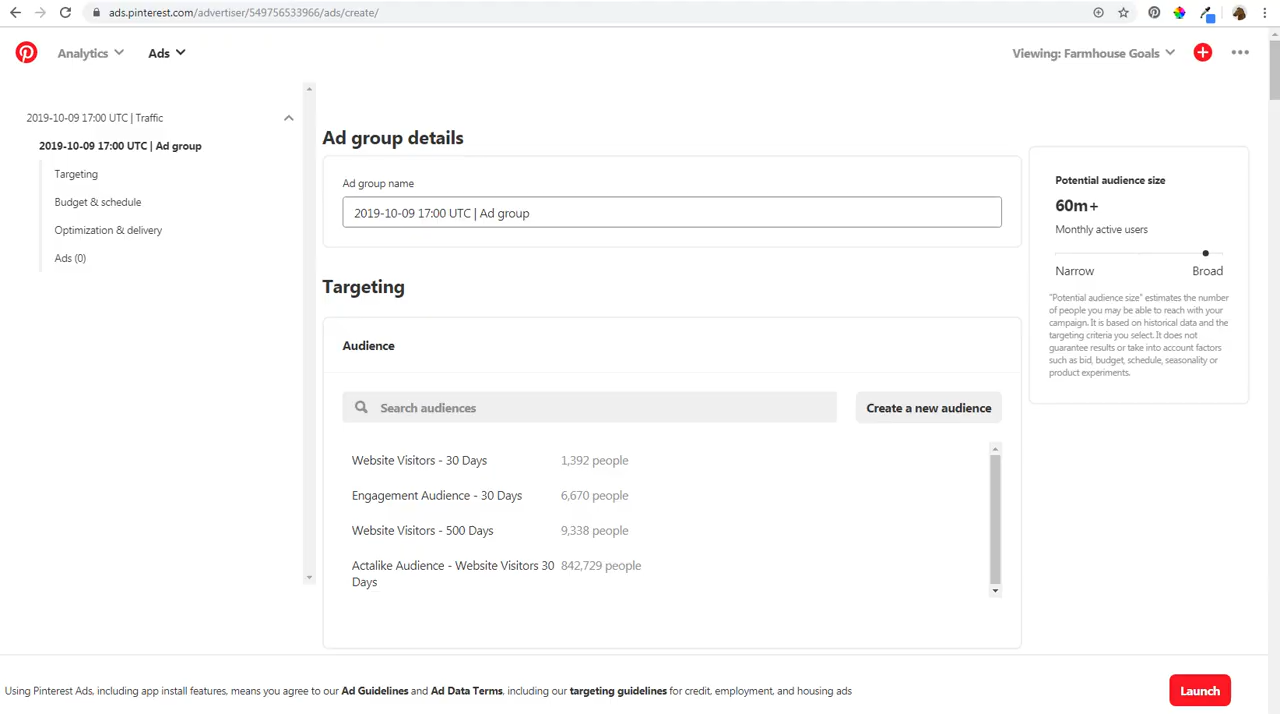 ads.pinterest.com/advertiser/549756533966/ads/create/
Analytics
Ads
Viewing: Farmhouse Goals
2019-10-09 17:00 UTC | Traffic
2019-10-09 17:00 UTC | Ad group
Targeting
Budget & schedule
Optimization & delivery
Ads (0)
Ad group details
Ad group name
2019-10-09 17:00 UTC | Ad group
Targeting
Audience
Search audiences
Create a new audience
Website Visitors - 30 Days 1,392 people
Engagement Audience - 30 Days 6,670 people
Website Visitors - 500 Days 9,338 people
Actalike Audience - Website Visitors 30 842,729 people
Days
Potential audience size
60m+
Monthly active users
Narrow Broad
"Potential audience size" estimates the number
of people you may be able to reach with your
campaign. It is based on historical data and the
targeting criteria you select. It does not
guarantee results or take into account factors
such as bid, budget, schedule, seasonality or
product experiments.
Using Pinterest Ads, including app install features, means you agree to our Ad Guidelines and Ad Data Terms, including our targeting guidelines for credit, employment, and housing ads
Launch